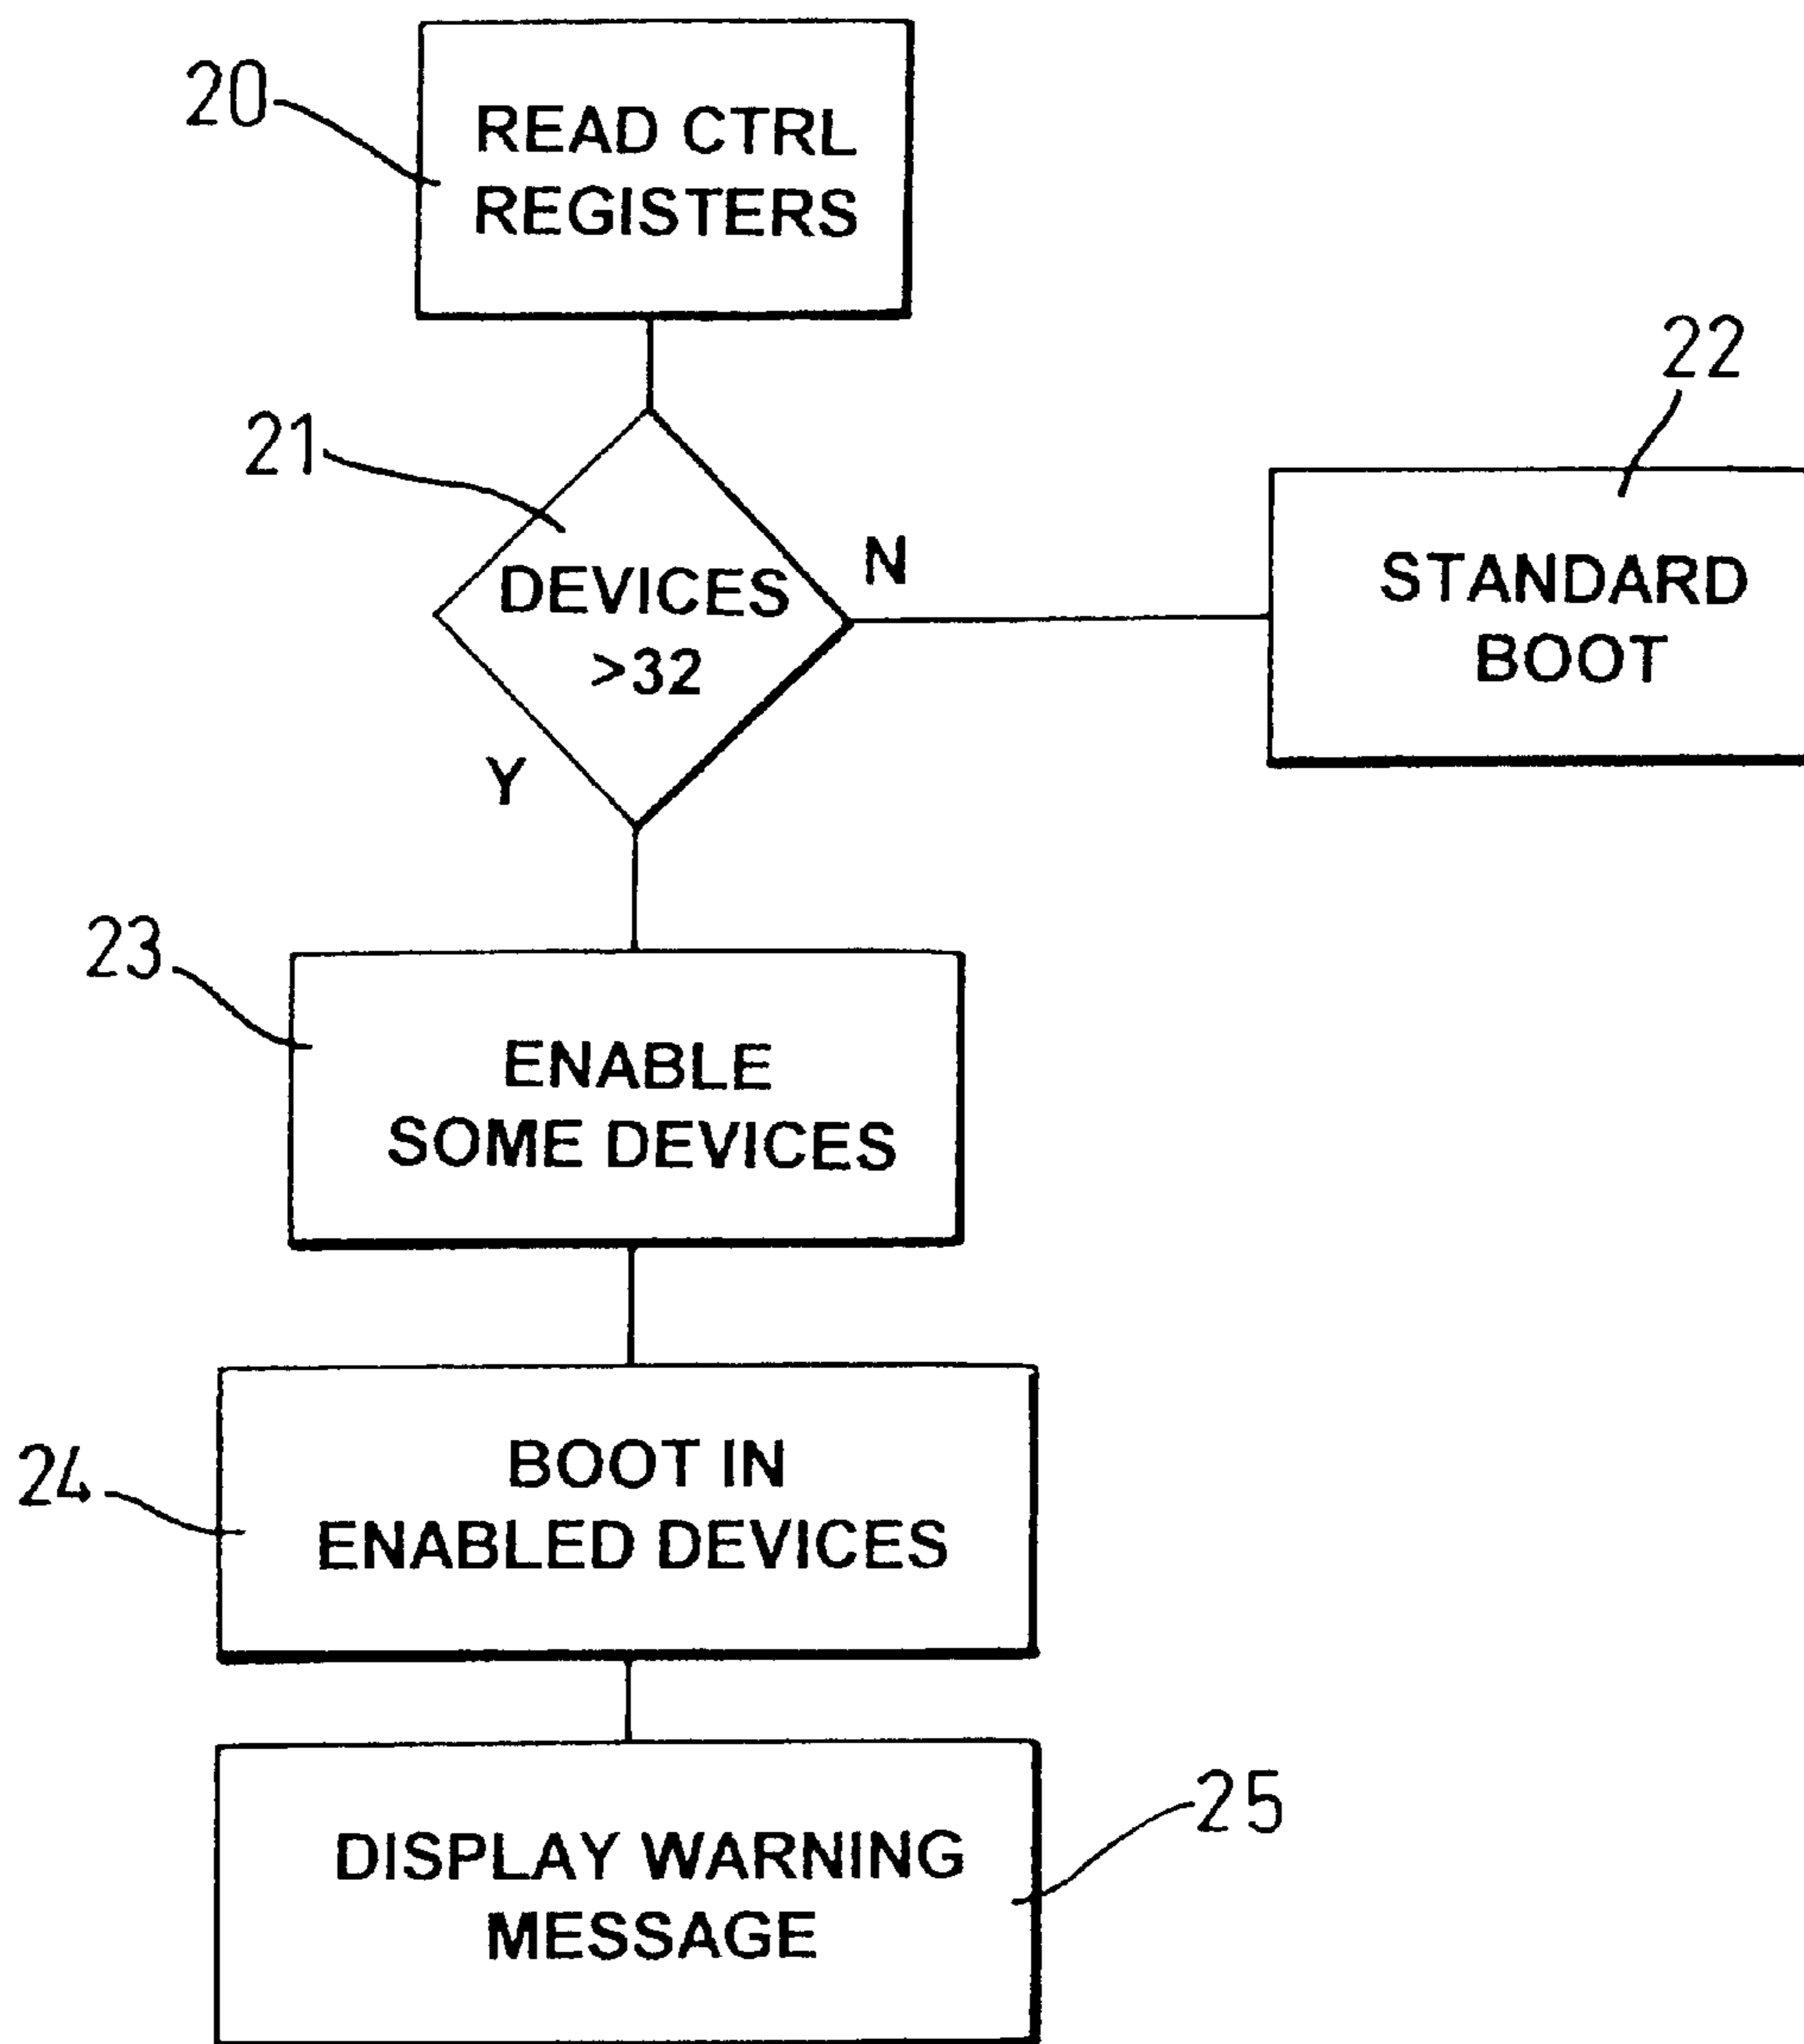 20
READ CTRL
REGISTERS
21
DEVICES
>32
N
Y
22
STANDARD
BOOT
23
ENABLE
SOME DEVICES
24
BOOT IN
ENABLED DEVICES
25
DISPLAY WARNING
MESSAGE